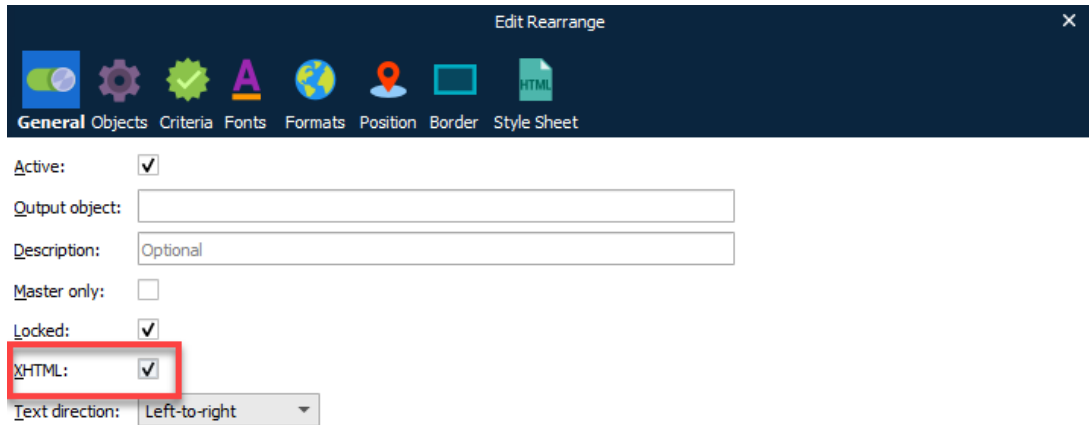 Edit Rearrange
A
HTML
General Objects Criteria Fonts Formats Position Border Style Sheet
Active:
Output object:
Description: Optional
Master only:
Locked:
XHTML:
Text direction: Left-to-right